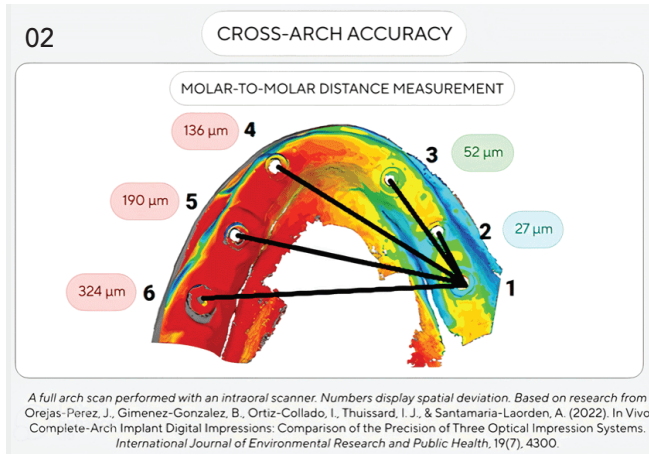 02
CROSS-ARCH ACCURACY
MOLAR-TO-MOLAR DISTANCE MEASUREMENT
136 µm 4
3 52 µm
190 µm 5
2 27 µm
324 µm 6
1
A full arch scan performed with an intraoral scanner. Numbers display spatial deviation. Based on research from
Orejas-Perez, J., Gimenez-Gonzalez, B., Ortiz-Collado, I., Thuissard, I. J., & Santamaria-Laorden, A. (2022). In Vivo
Complete-Arch Implant Digital Impressions: Comparison of the Precision of Three Optical Impression Systems.
International Journal of Environmental Research and Public Health, 19(7), 4300.